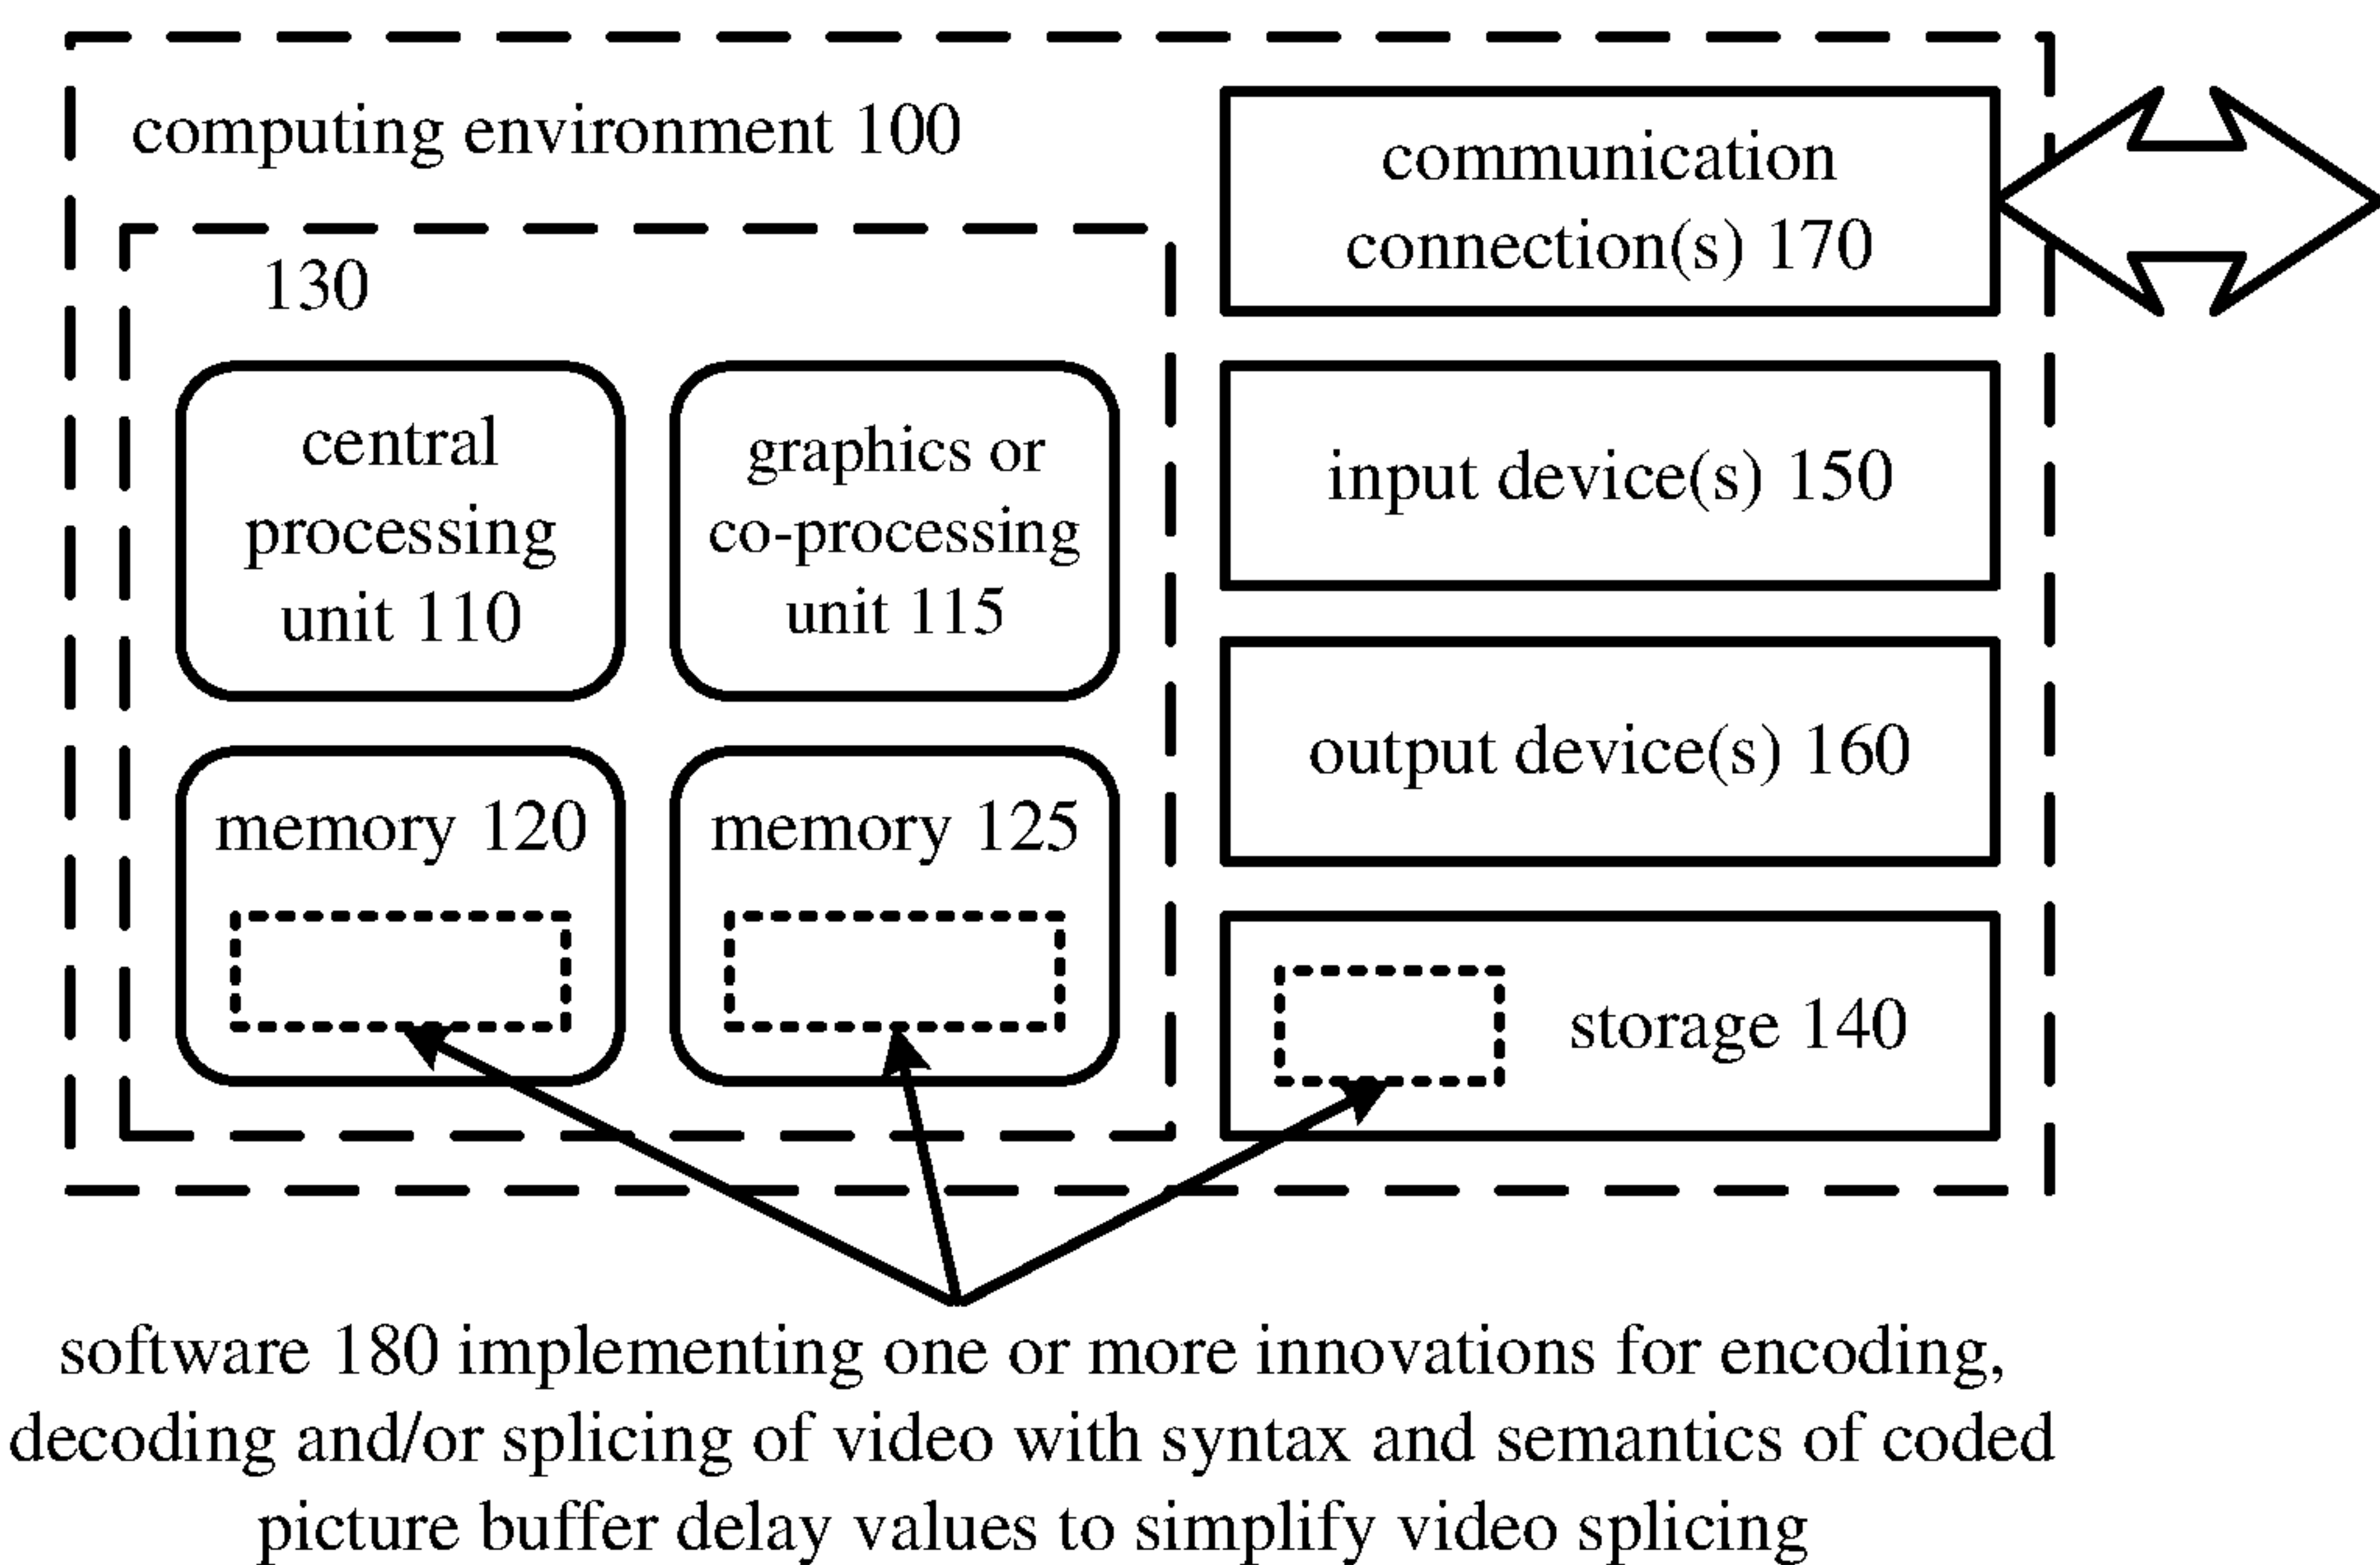 computing environment 100
130
central
processing
unit 110
graphics or
co-processing
unit 115
memory 120
memory 125
communication
connection(s) 170
input device(s) 150
output device(s) 160
storage 140
software 180 implementing one or more innovations for encoding,
decoding and/or splicing of video with syntax and semantics of coded
picture buffer delay values to simplify video splicing